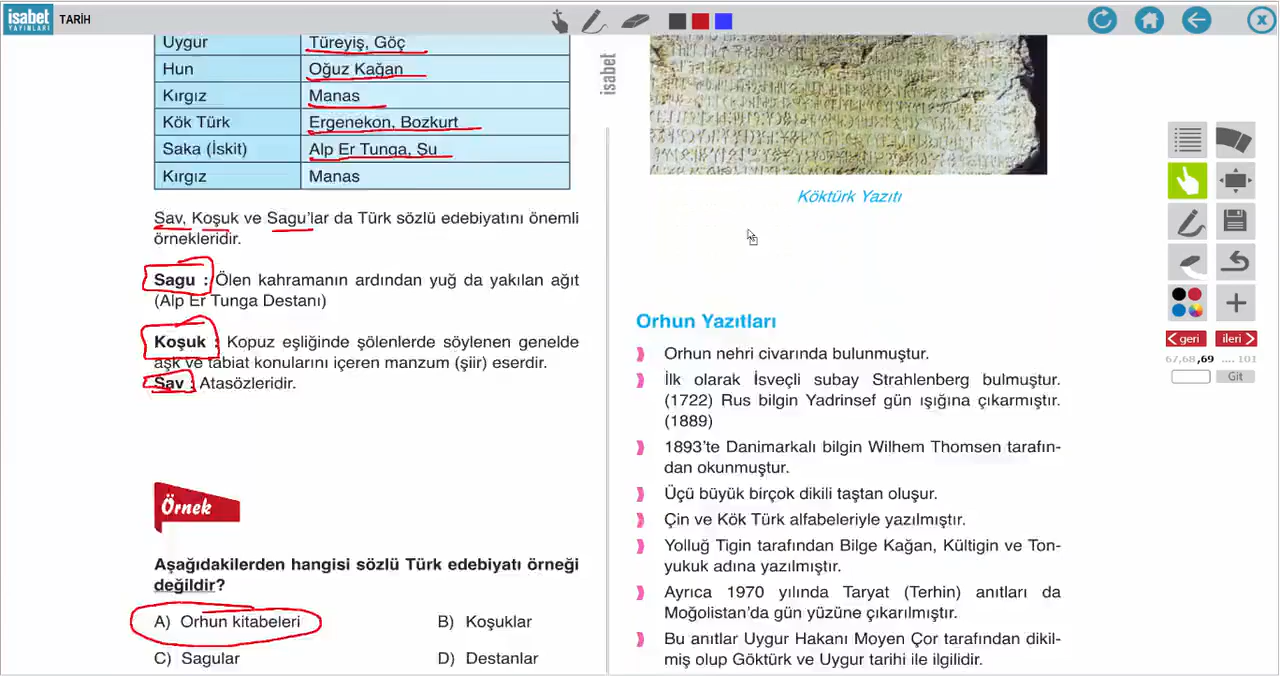 isabet
YAYINLARI
TARİH
Uygur Türeyiş, Göç
Hun Oğuz Kağan
Kırgız Manas
Kök Türk Ergenekon, Bozkurt
Saka (İskit) Alp Er Tunga, Şu
Kırgız Manas
Sav, Koşuk ve Sagu'lar da Türk sözlü edebiyatını önemli
örnekleridir.
Sagu : Ölen kahramanın ardından yuğ da yakılan ağıt
(Alp Er Tunga Destanı)
Koşuk : Kopuz eşliğinde şölenlerde söylenen genelde
aşk ve tabiat konularını içeren manzum (şiir) eserdir.
Sav : Atasözleridir.
Örnek
Aşağıdakilerden hangisi sözlü Türk edebiyatı örneği
değildir?
A) Orhun kitabeleri B) Koşuklar
C) Sagular D) Destanlar
isabet
Köktürk Yazıtı
Orhun Yazıtları
Orhun nehri civarında bulunmuştur.
İlk olarak İsveçli subay Strahlenberg bulmuştur.
(1722) Rus bilgin Yadrinsef gün ışığına çıkarmıştır.
(1889)
1893'te Danimarkalı bilgin Wilhem Thomsen tarafın-
dan okunmuştur.
Üçü büyük birçok dikili taştan oluşur.
Çin ve Kök Türk alfabeleriyle yazılmıştır.
Yolluğ Tigin tarafından Bilge Kağan, Kültigin ve Ton-
yukuk adına yazılmıştır.
Ayrıca 1970 yılında Taryat (Terhin) anıtları da
Moğolistan'da gün yüzüne çıkarılmıştır.
Bu anıtlar Uygur Hakanı Moyen Çor tarafından dikil-
miş olup Göktürk ve Uygur tarihi ile ilgilidir.
geri ileri
67,68,69 .... 101
Git